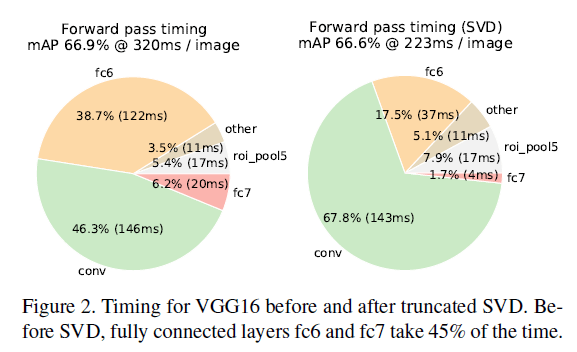 Forward pass timing
mAP 66.9% @ 320ms / image
fc6
38.7% (122ms)
other
3.5% (11ms)
5.4% (17ms)
roi_pool5
6.2% (20ms)
fc7
46.3% (146ms)
conv
Forward pass timing (SVD)
mAP 66.6% @ 223ms / image
fc6
17.5% (37ms)
other
5.1% (11ms)
roi_pool5
7.9% (17ms)
1.7% (4ms)
fc7
67.8% (143ms)
conv
Figure 2. Timing for VGG16 before and after truncated SVD. Be-
fore SVD, fully connected layers fc6 and fc7 take 45% of the time.